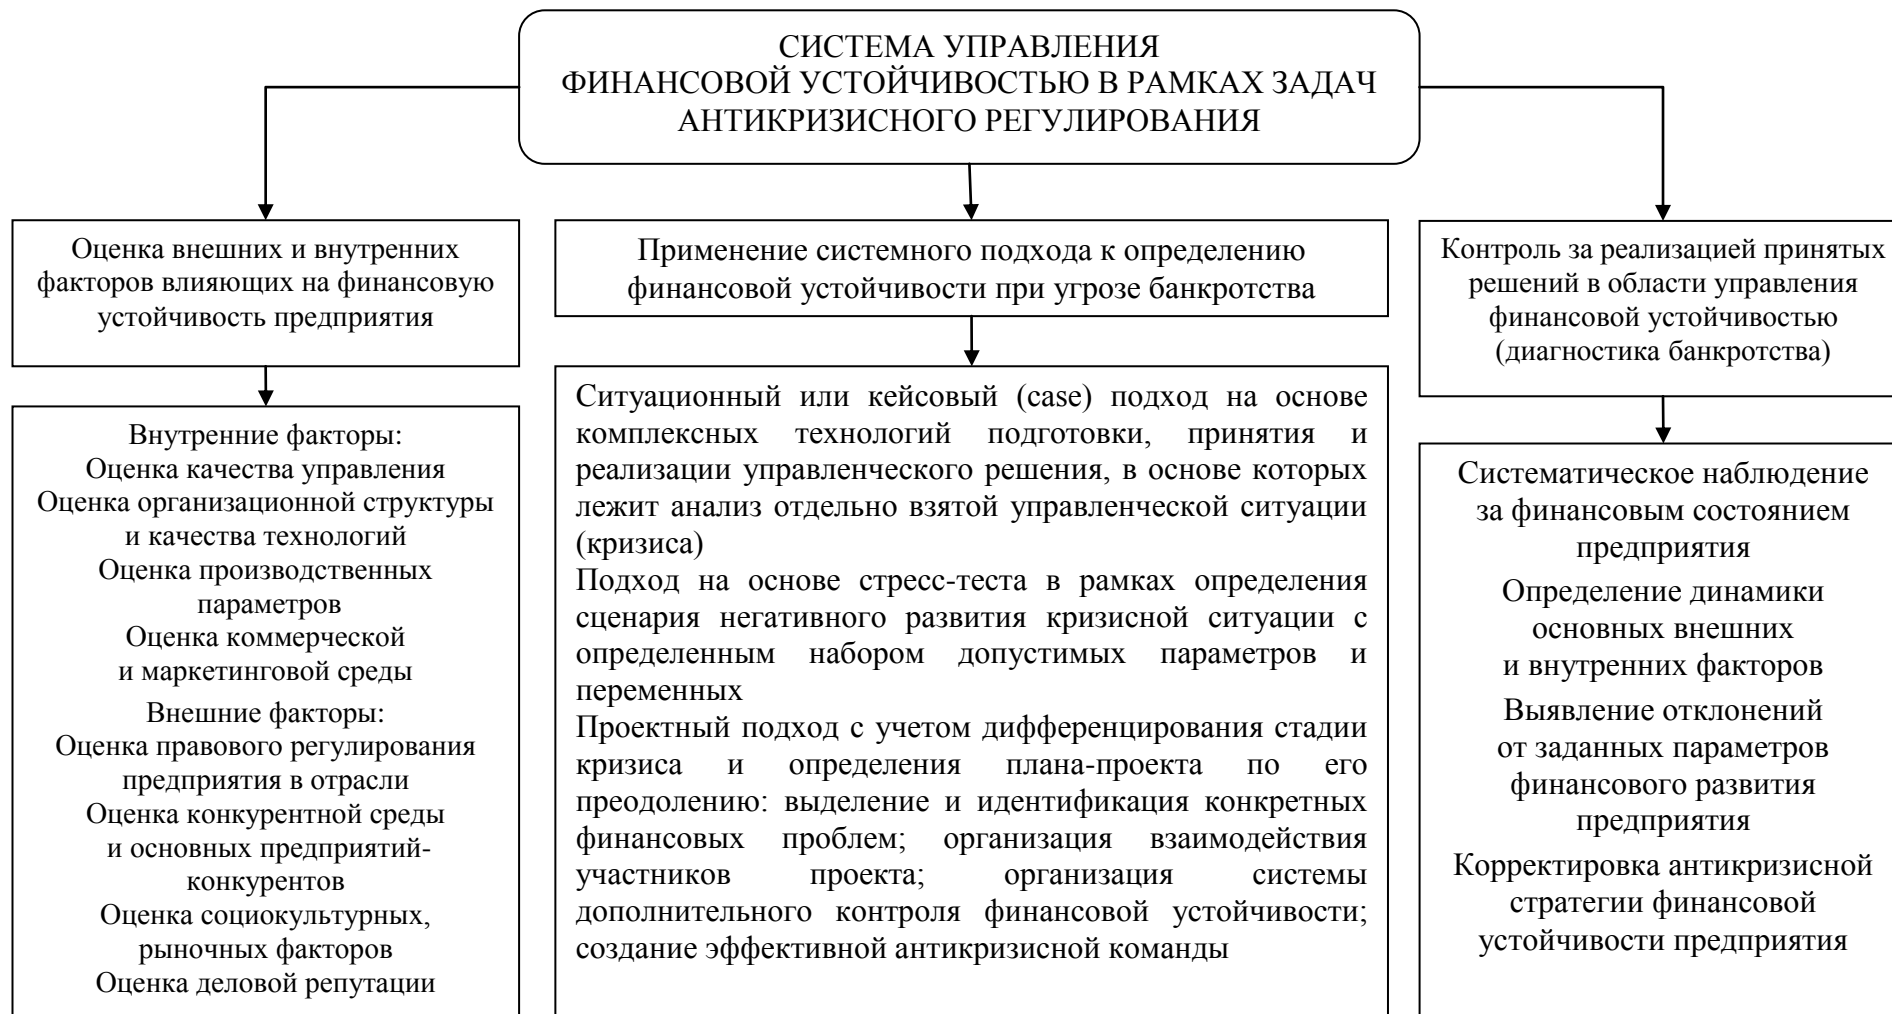 СИСТЕМА УПРАВЛЕНИЯ
ФИНАНСОВОЙ УСТОЙЧИВОСТЬЮ В РАМКАХ ЗАДАЧ
АНТИКРИЗИСНОГО РЕГУЛИРОВАНИЯ
Оценка внешних и внутренних
факторов влияющих на финансовую
устойчивость предприятия
Внутренние факторы:
Оценка качества управления
Оценка организационной структуры
и качества технологий
Оценка производственных
параметров
Оценка коммерческой
и маркетинговой среды
Внешние факторы:
Оценка правового регулирования
предприятия в отрасли
Оценка конкурентной среды
и основных предприятий-
конкурентов
Оценка социокультурных,
рыночных факторов
Оценка деловой репутации
Применение системного подхода к определению
финансовой устойчивости при угрозе банкротства
Ситуационный или кейсовый (case) подход на основе
комплексных технологий подготовки, принятия и
реализации управленческого решения, в основе которых
лежит анализ отдельно взятой управленческой ситуации
(кризиса)
Подход на основе стресс-теста в рамках определения
сценария негативного развития кризисной ситуации с
определенным набором допустимых параметров и
переменных
Проектный подход с учетом дифференцирования стадии
кризиса и определения плана-проекта по его
преодолению: выделение и идентификация конкретных
финансовых проблем; организация взаимодействия
участников проекта; организация системы
дополнительного контроля финансовой устойчивости;
создание эффективной антикризисной команды
Контроль за реализацией принятых
решений в области управления
финансовой устойчивостью
(диагностика банкротства)
Систематическое наблюдение
за финансовым состоянием
предприятия
Определение динамики
основных внешних
и внутренних факторов
Выявление отклонений
от заданных параметров
финансового развития
предприятия
Корректировка антикризисной
стратегии финансовой
устойчивости предприятия